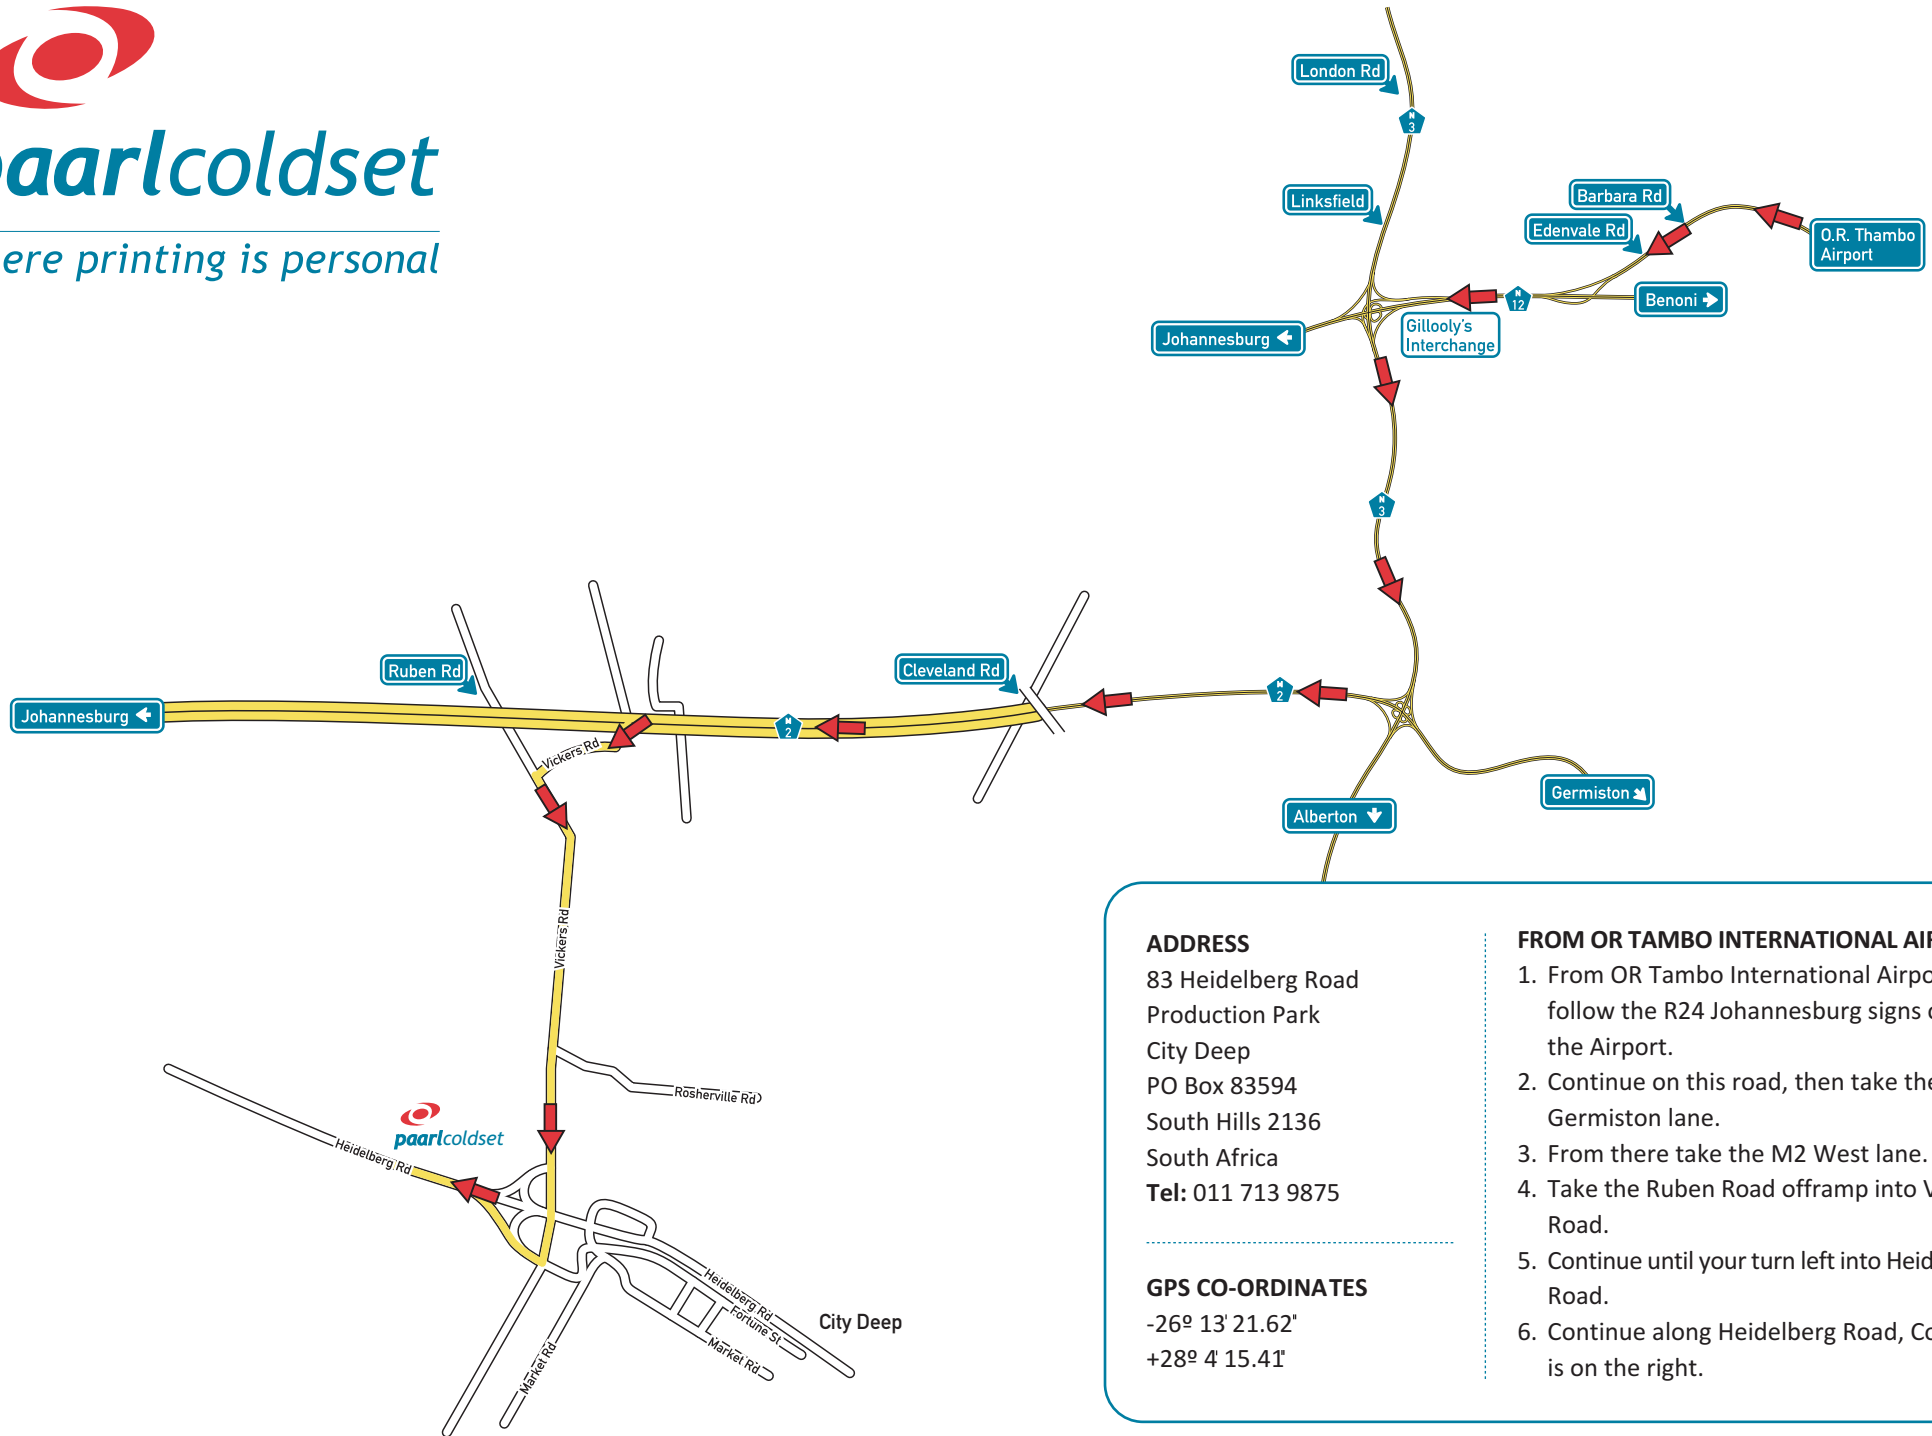 paarlcoldset
ere printing is personal
London Rd
N
3
Linksfield
Barbara Rd
Edenvale Rd
O.R. Thambo
Airport
N
12
Benoni
Johannesburg
Gillooly's
Interchange
N
3
Ruben Rd
Cleveland Rd
M
2
Johannesburg
M
2
Vickers Rd
Germiston
Alberton
Vickers Rd
Rosherville Rd
paarlcoldset
Heidelberg Rd
Heidelberg Rd
Fortune St
Market Rd
Market Rd
City Deep
ADDRESS
83 Heidelberg Road
Production Park
City Deep
PO Box 83594
South Hills 2136
South Africa
Tel: 011 713 9875
GPS CO-ORDINATES
-26º 13' 21.62"
+28º 4' 15.41"
FROM OR TAMBO INTERNATIONAL AI
1. From OR Tambo International Airpo
follow the R24 Johannesburg signs
the Airport.
2. Continue on this road, then take the
Germiston lane.
3. From there take the M2 West lane.
4. Take the Ruben Road offramp into V
Road.
5. Continue until your turn left into Heid
Road.
6. Continue along Heidelberg Road, Co
is on the right.